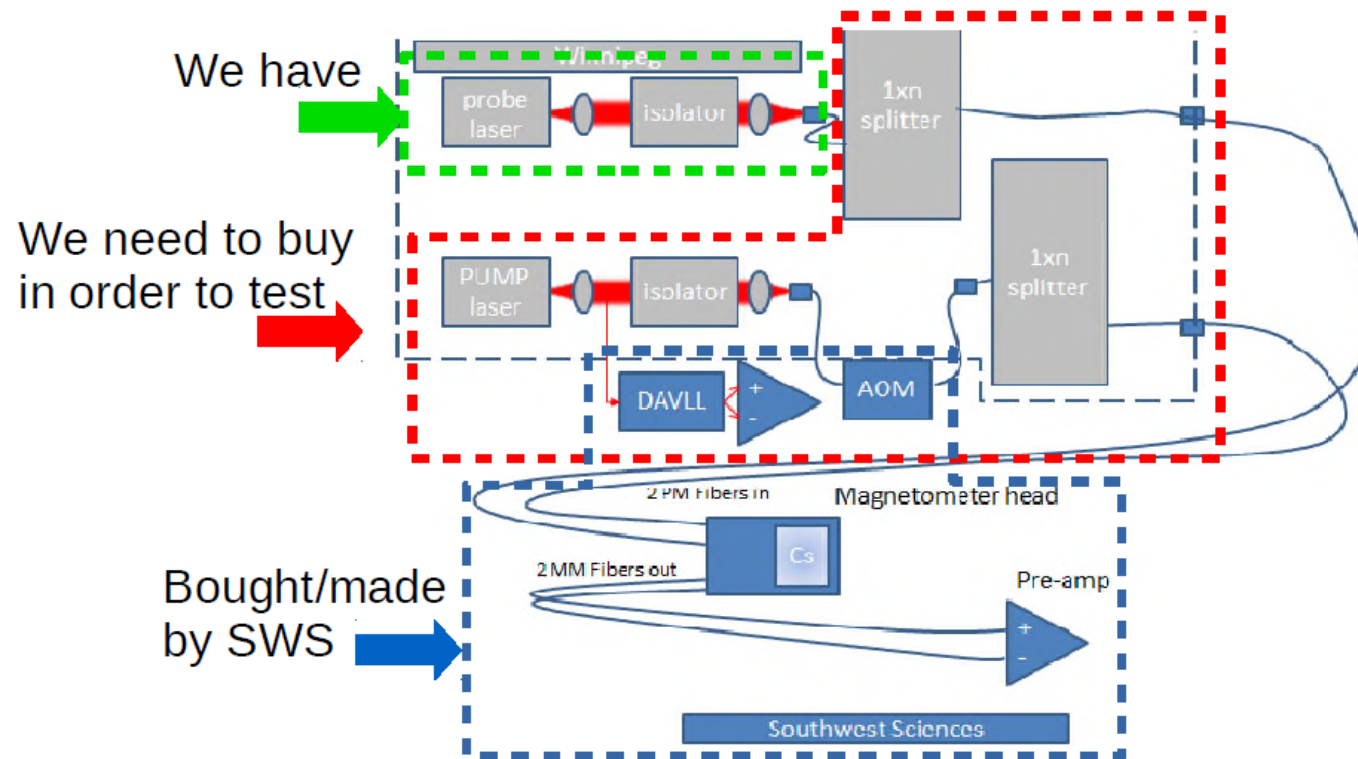 Winnipeg
We have
probe
laser
isolator
1xn
splitter
We need to buy
in order to test
PUMP
laser
isolator
1xn
splitter
DAVLL
+
-
AOM
2 PM Fibers in
Magnetometer head
Cs
2 MM Fibers out
Pre-amp
+
-
Bought/made
by SWS
Southwest Sciences